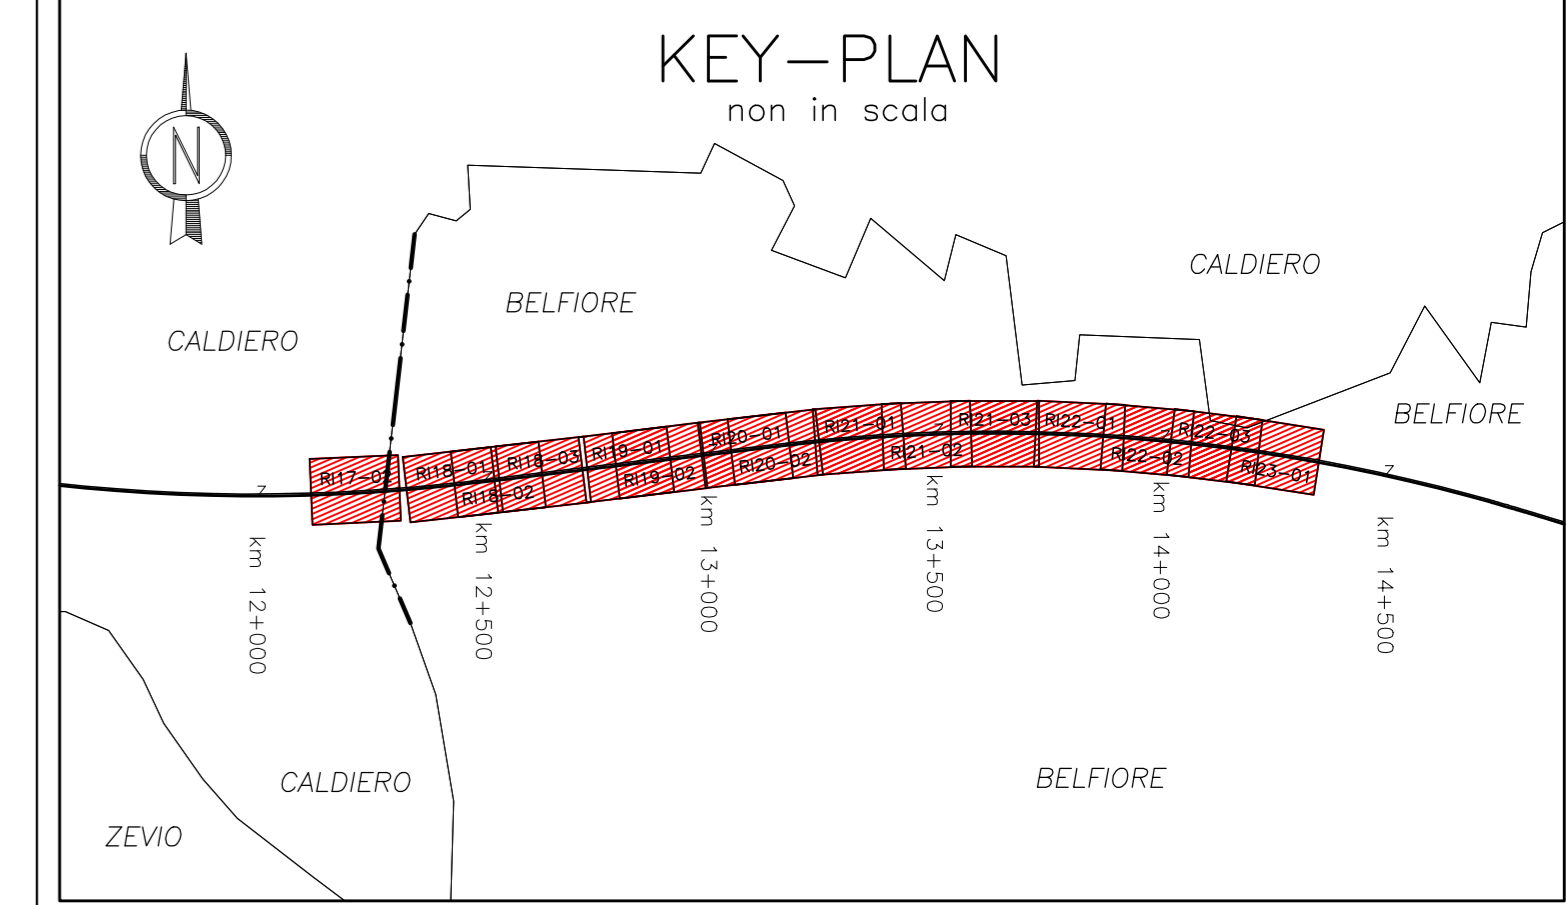 KEY-PLAN
non in scala
N
CALDIERO
BELFIORE
CALDIERO
BELFIORE
RI17-02
RI18-01
RI18-02
RI18-03
RI19-01
RI19-02
RI20-01
RI20-02
RI21-01
RI21-02
RI21-03
RI22-01
RI22-02
RI22-03
RI23-01
km 12+000
km 12+500
km 13+000
km 13+500
km 14+000
km 14+500
CALDIERO
BELFIORE
ZEVIO